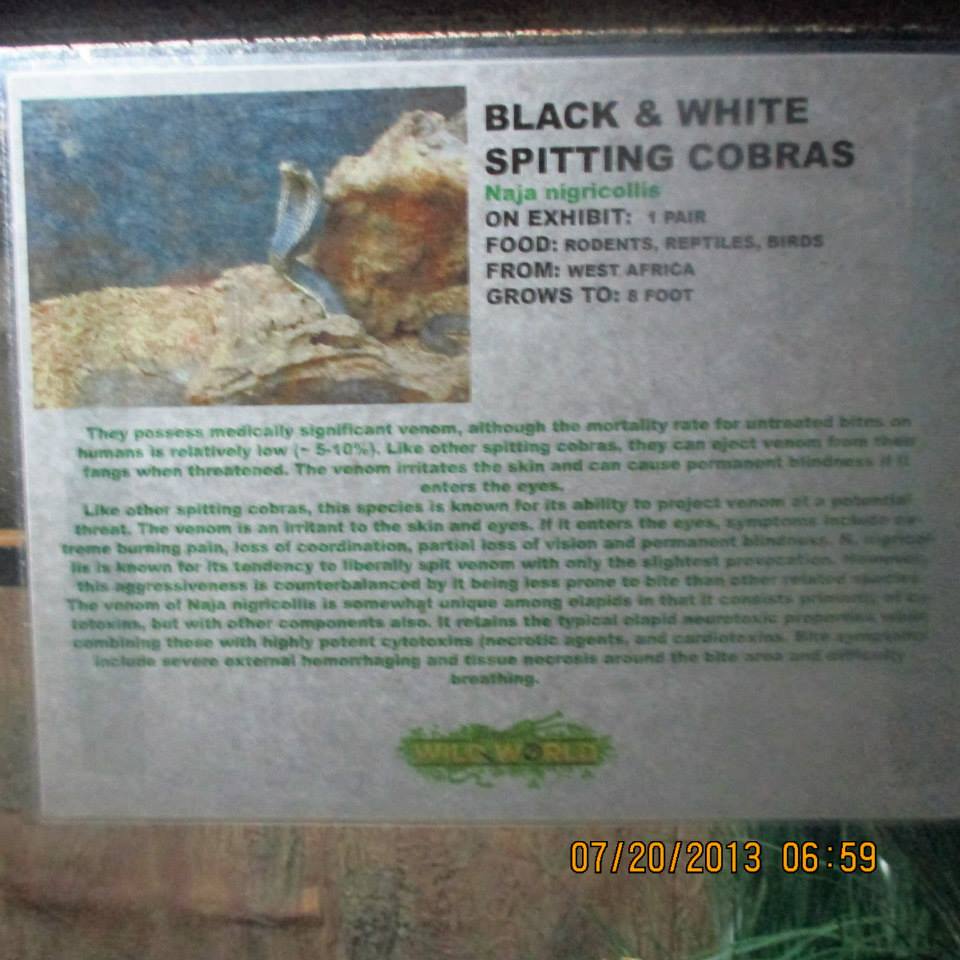 BLACK & WHITE
SPITTING COBRAS
Naja nigricollis
ON EXHIBIT: 1 PAIR
FOOD: RODENTS, REPTILES, BIRDS
FROM: WEST AFRICA
GROWS TO: 8 FOOT
They possess medically significant venom, although the mortality rate for untreated bites on
humans is relatively low (~ 5-10%). Like other spitting cobras, they can eject venom from their
fangs when threatened. The venom irritates the skin and can cause permanent blindness if it
enters the eyes.
Like other spitting cobras, this species is known for its ability to project venom at a potential
threat. The venom is an irritant to the skin and eyes. If it enters the eyes, symptoms include ex-
treme burning pain, loss of coordination, partial loss of vision and permanent blindness. N. nigricol-
lis is known for its tendency to liberally spit venom with only the slightest provocation.
this aggressiveness is counterbalanced by it being less prone to bite than other related
The venom of Naja nigricollis is somewhat unique among elapids in that it consists primarily of cy-
totoxins, but with other components also. It retains the typical elapid neurotoxic properties while
combining these with highly potent cytotoxins (necrotic agents, and cardiotoxins. Bite symptoms
include severe external hemorrhaging and tissue necrosis around the bite area and difficulty
breathing.
WILD WORLD
07/20/2013 06:59